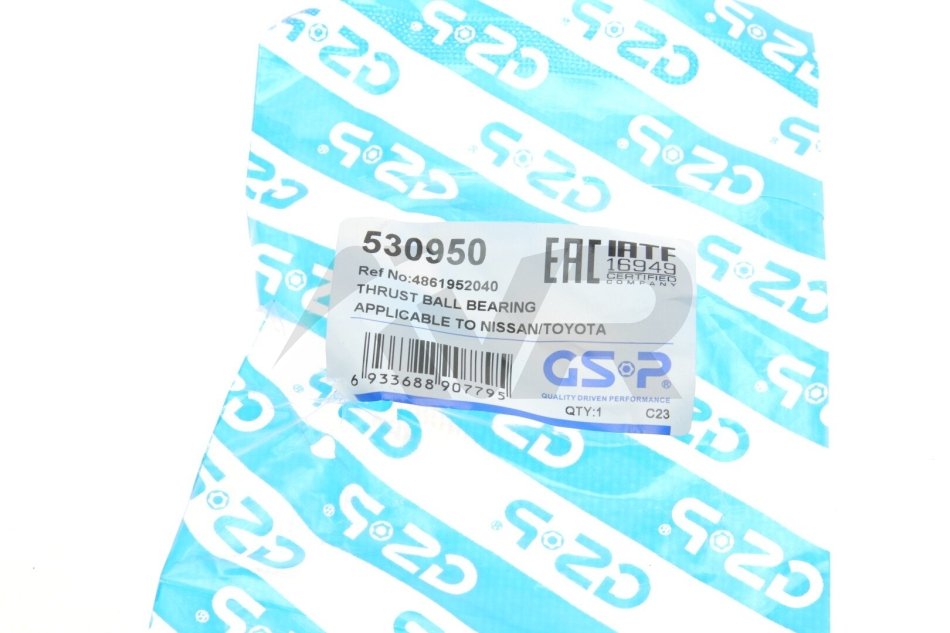 530950
Ref No:4861952040
THRUST BALL BEARING
APPLICABLE TO NISSAN/TOYOTA
6 933688 907795
EAC
IATF
16949
CERTIFIED
COMPANY
GSP®
QUALITY DRIVEN PERFORMANCE
QTY:1 C23